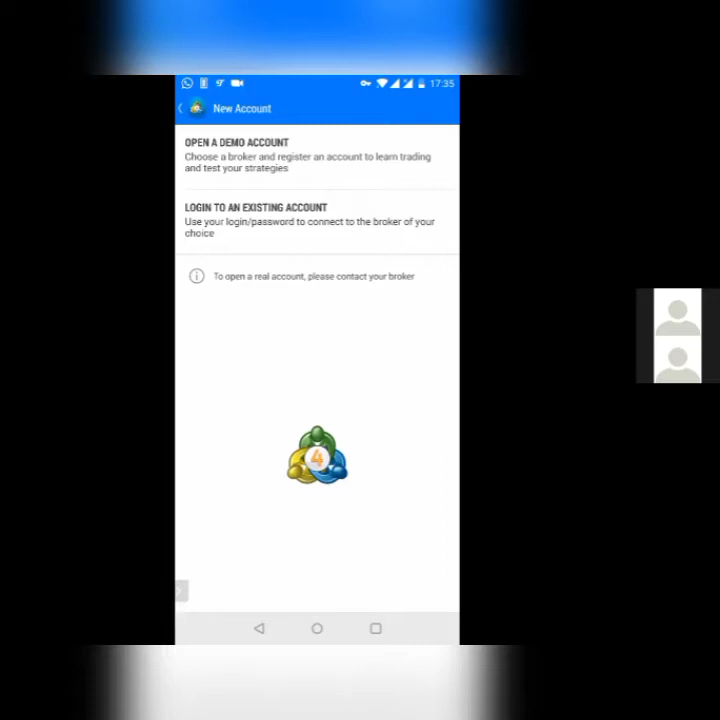 17:35
New Account
OPEN A DEMO ACCOUNT
Choose a broker and register an account to learn trading
and test your strategies
LOGIN TO AN EXISTING ACCOUNT
Use your login/password to connect to the broker of your
choice
To open a real account, please contact your broker
4